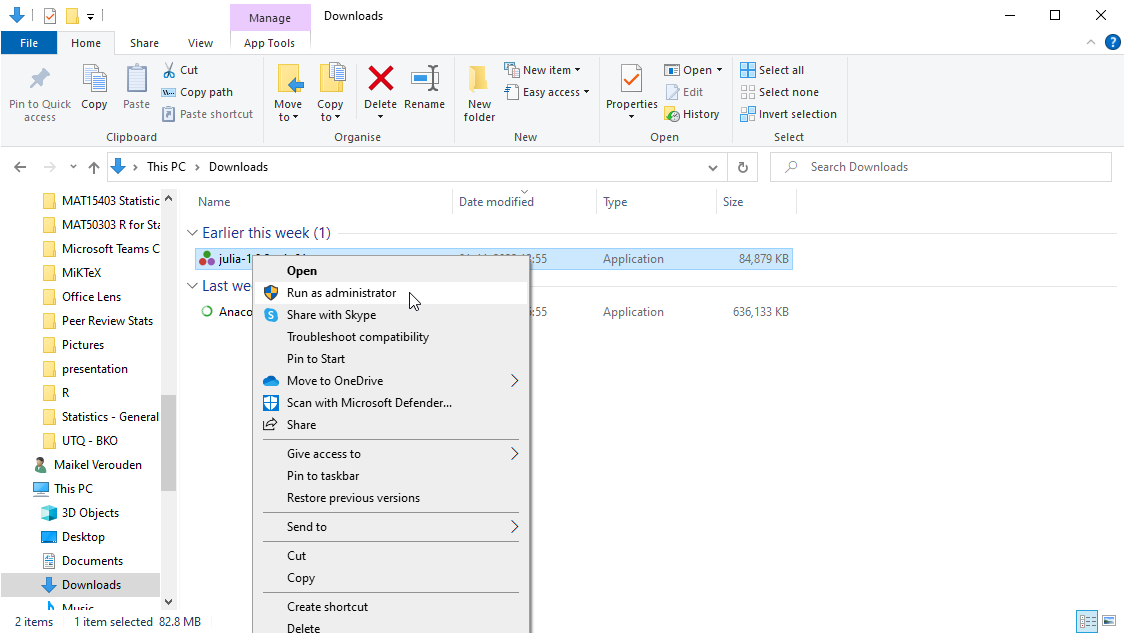 Manage
Downloads
File
Home
Share
View
App Tools
Pin to Quick access
Copy
Paste
Cut
Copy path
Paste shortcut
Move to
Copy to
Delete
Rename
New folder
New item
Easy access
Properties
Open
Edit
History
Select all
Select none
Invert selection
Clipboard
Organise
New
Open
Select
This PC > Downloads
Search Downloads
Name
Date modified
Type
Size
MAT15403 Statistic
MAT50303 R for Sta
Microsoft Teams C
MiKTeX
Office Lens
Peer Review Stats
Pictures
presentation
R
Statistics - General
UTQ - BKO
Maikel Verouden
This PC
3D Objects
Desktop
Documents
Downloads
Music
Earlier this week (1)
julia-1 :55 Application 84,879 KB
Last we
Anaco :55 Application 636,133 KB
Open
Run as administrator
Share with Skype
Troubleshoot compatibility
Pin to Start
Move to OneDrive
Scan with Microsoft Defender...
Share
Give access to
Pin to taskbar
Restore previous versions
Send to
Cut
Copy
Create shortcut
Delete
2 items 1 item selected 82.8 MB